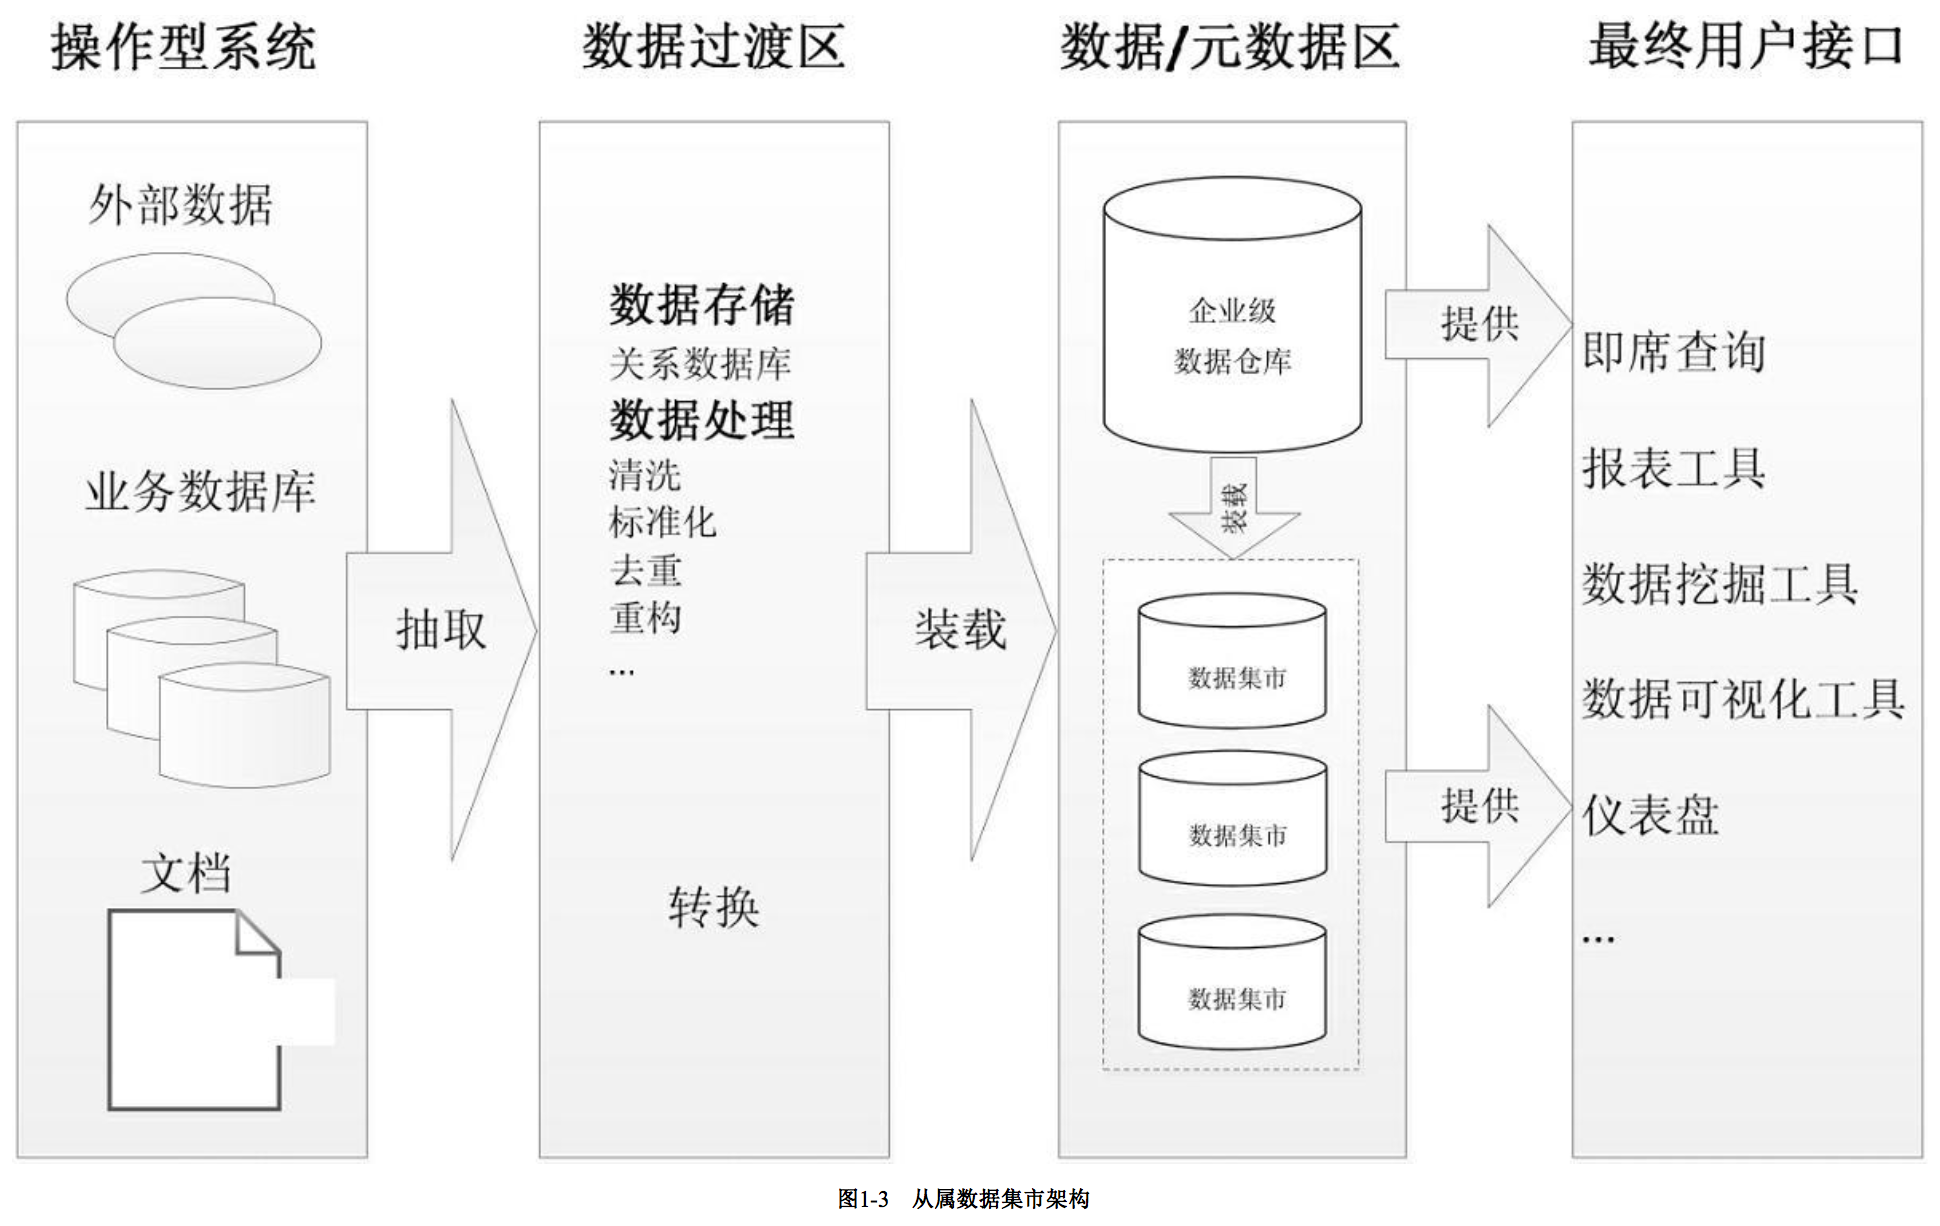 操作型系统
数据过渡区
数据/元数据区
最终用户接口
外部数据
业务数据库
文档
抽取
数据存储
关系数据库
数据处理
清洗
标准化
去重
重构
...
转换
装载
企业级
数据仓库
装载
数据集市
数据集市
数据集市
提供
提供
即席查询
报表工具
数据挖掘工具
数据可视化工具
仪表盘
...
图1-3 从属数据集市架构